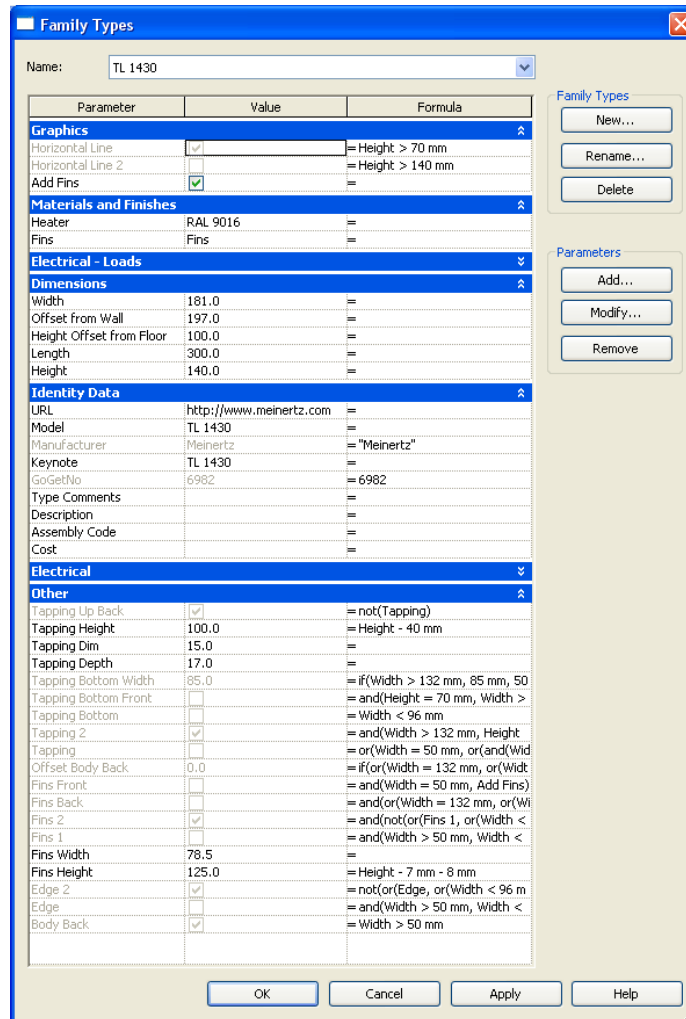 Family Types
Name: TL 1430
Parameter Value Formula
Graphics
Horizontal Line = Height > 70 mm
Horizontal Line 2 = Height > 140 mm
Add Fins =
Materials and Finishes
Heater RAL 9016 =
Fins Fins =
Electrical - Loads
Dimensions
Width 181.0 =
Offset from Wall 197.0 =
Height Offset from Floor 100.0 =
Length 300.0 =
Height 140.0 =
Identity Data
URL http://www.meinertz.com =
Model TL 1430 =
Manufacturer Meinertz = "Meinertz"
Keynote TL 1430 =
GoGetNo 6982 = 6982
Type Comments =
Description =
Assembly Code =
Cost =
Electrical
Other
Tapping Up Back = not(Tapping)
Tapping Height 100.0 = Height - 40 mm
Tapping Dim 15.0 =
Tapping Depth 17.0 =
Tapping Bottom Width 85.0 = if(Width > 132 mm, 85 mm, 50
Tapping Bottom Front = and(Height = 70 mm, Width >
Tapping Bottom = Width < 96 mm
Tapping 2 = and(Width > 132 mm, Height
Tapping = or(Width = 50 mm, or(and(Wid
Offset Body Back 0.0 = if(or(Width = 132 mm, or(Widt
Fins Front = and(Width = 50 mm, Add Fins)
Fins Back = and(or(Width = 132 mm, or(Wi
Fins 2 = and(not(or(Fins 1, or(Width <
Fins 1 = and(Width > 50 mm, Width <
Fins Width 78.5 =
Fins Height 125.0 = Height - 7 mm - 8 mm
Edge 2 = not(or(Edge, or(Width < 96 m
Edge = and(Width > 50 mm, Width <
Body Back = Width > 50 mm
Family Types
New...
Rename...
Delete
Parameters
Add...
Modify...
Remove
OK Cancel Apply Help